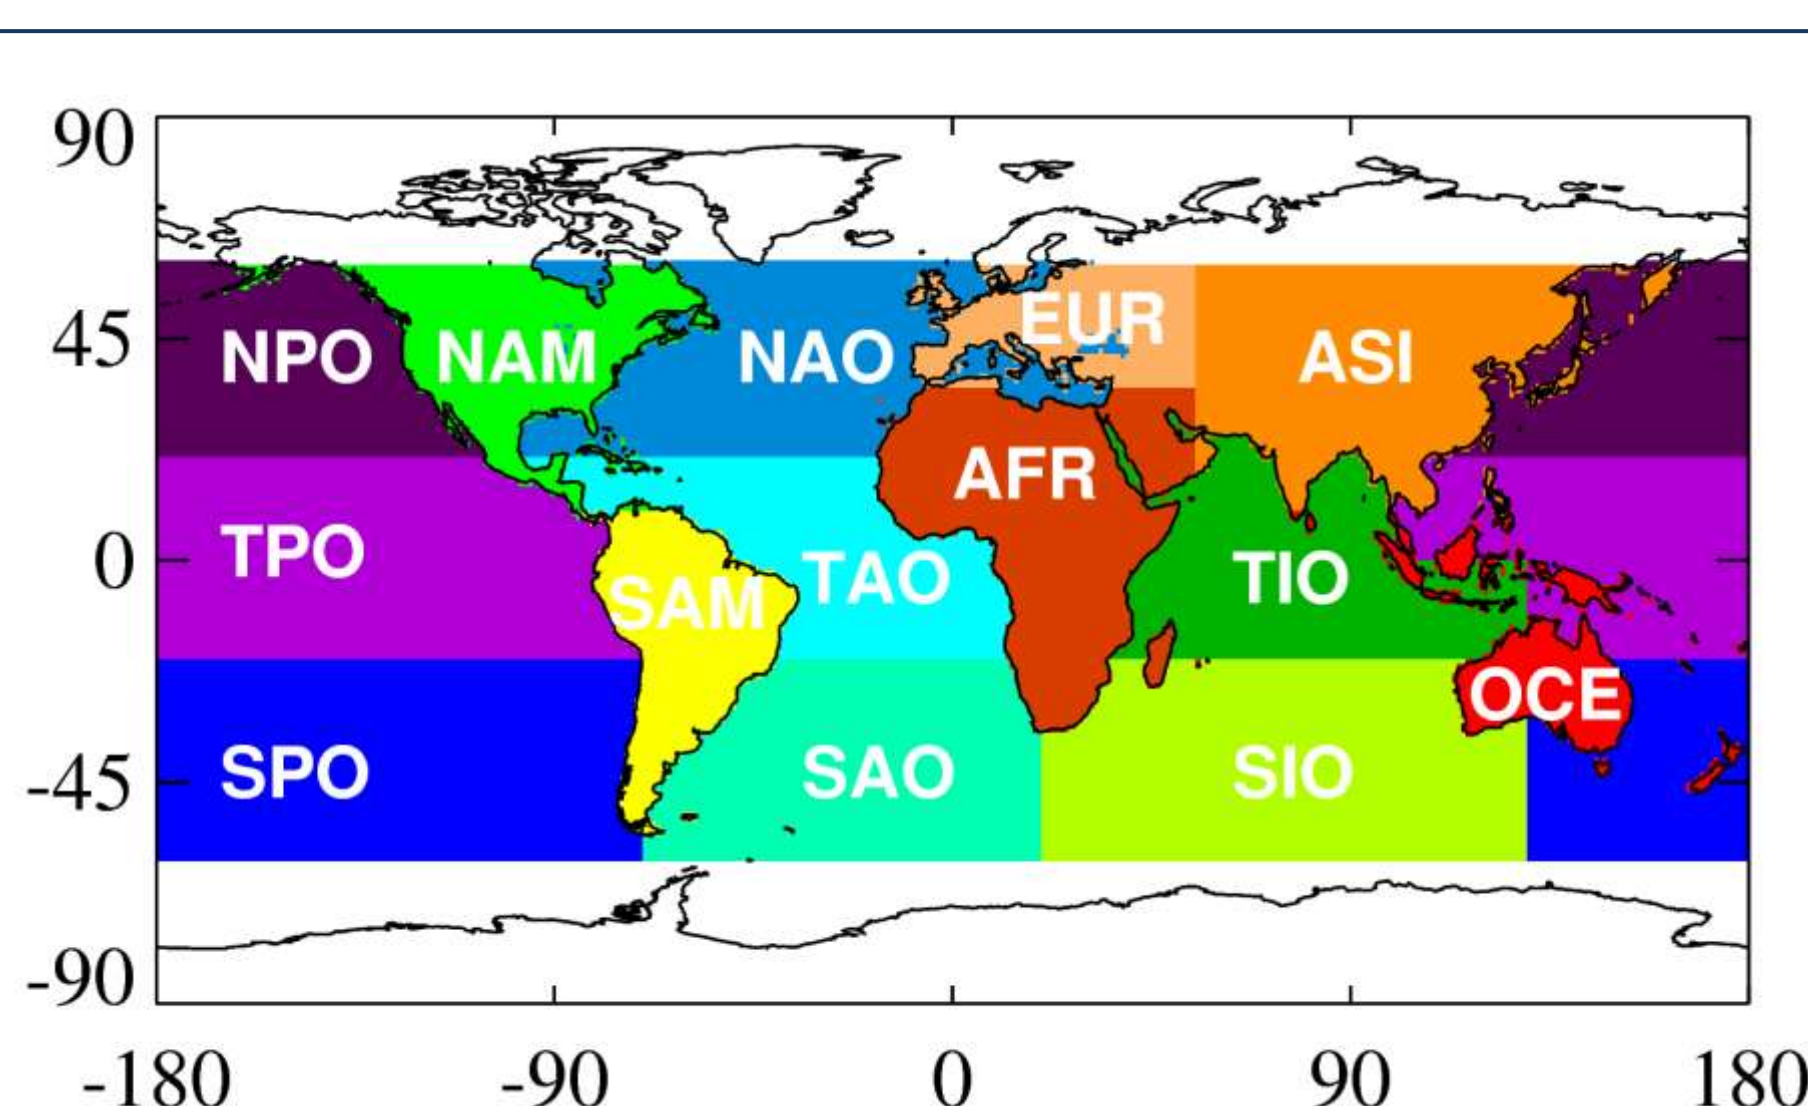 90
45
0
-45
-90
-180 -90 0 90 180
NPO NAM NAO EUR ASI
AFR
TPO SAM TAO TIO
OCE
SPO SAO SIO